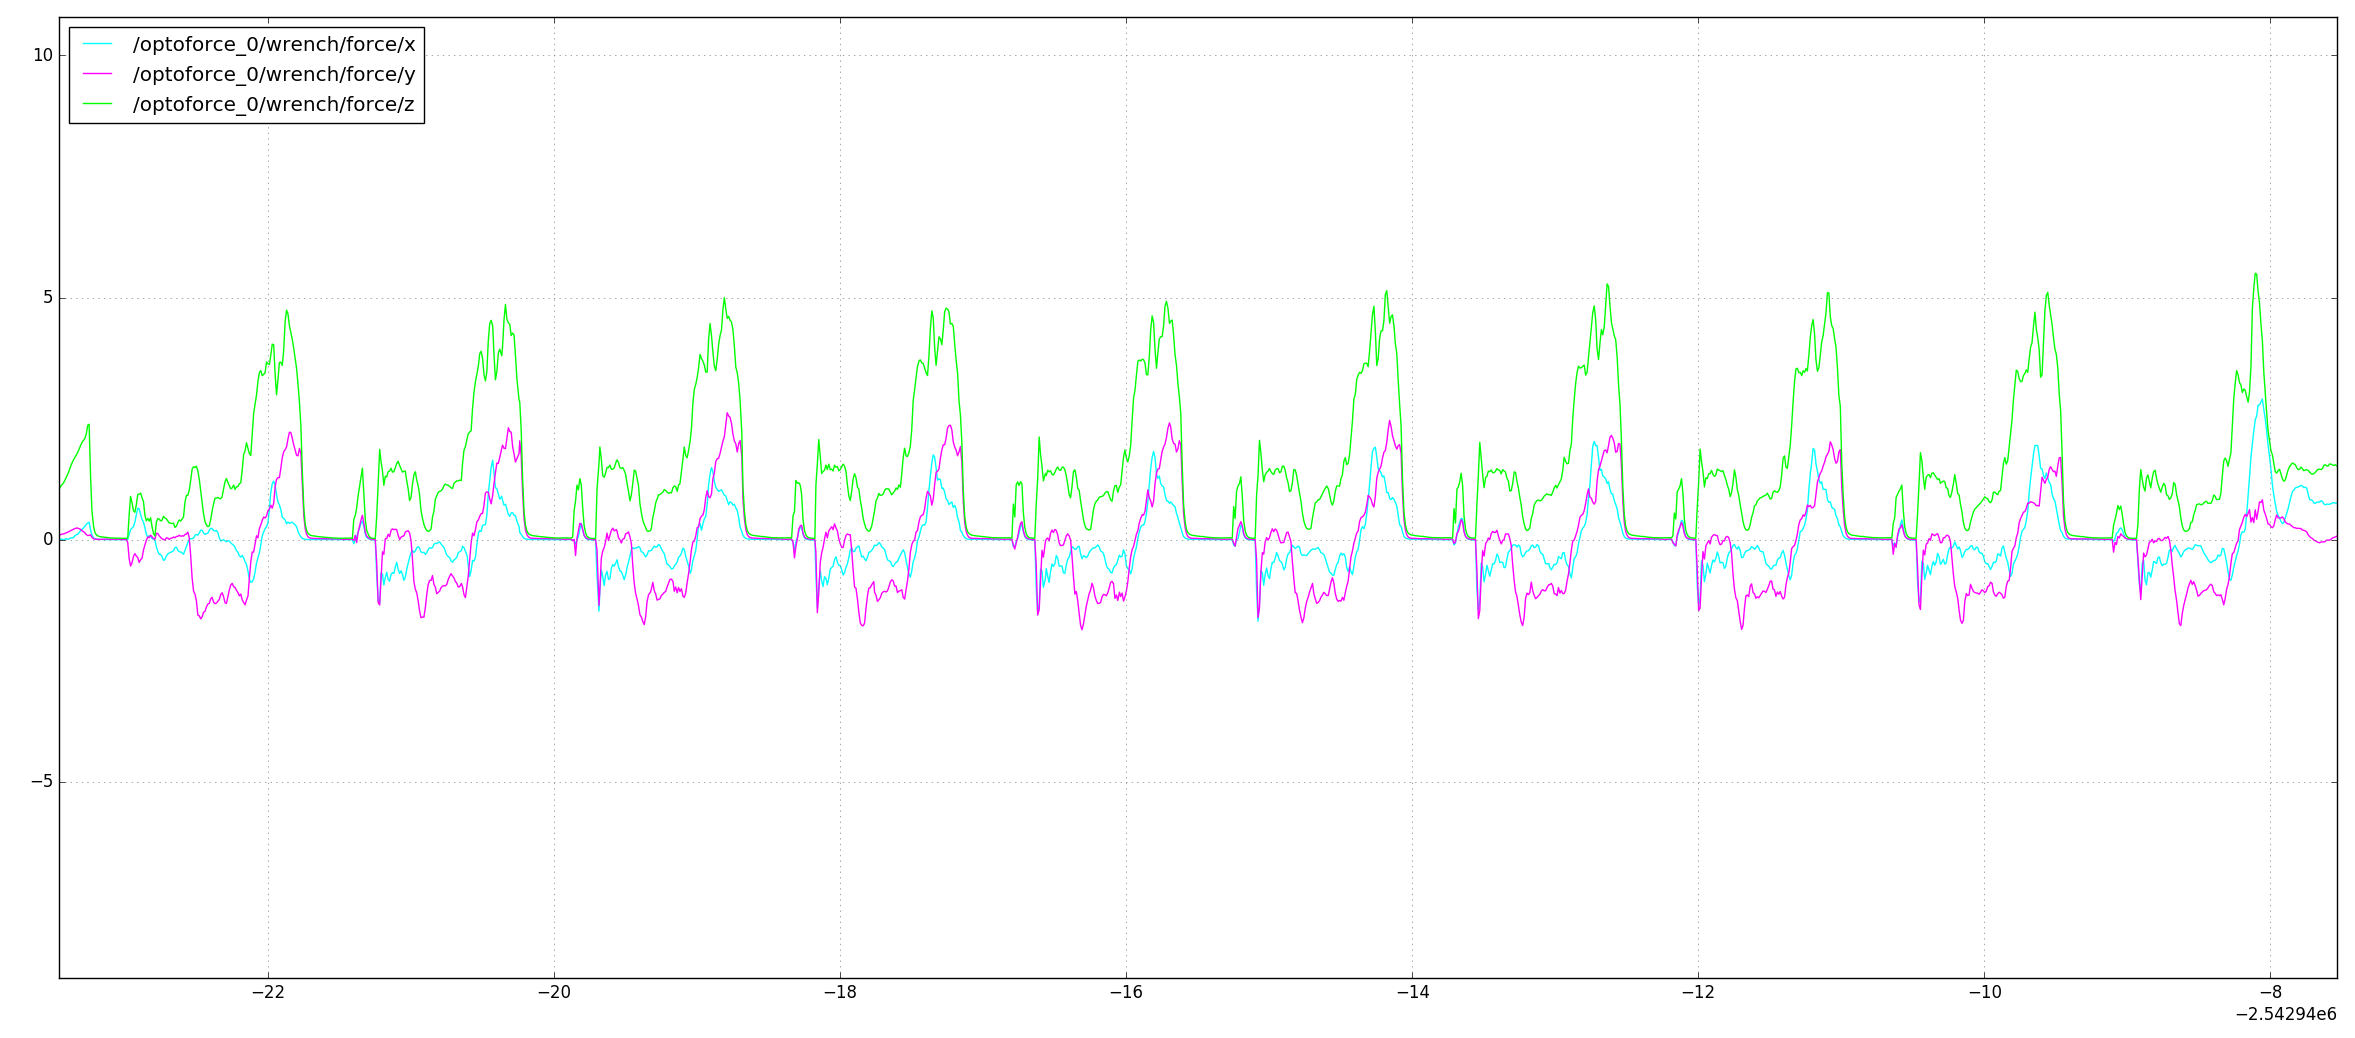 /optoforce_0/wrench/force/x
/optoforce_0/wrench/force/y
/optoforce_0/wrench/force/z
10
5
0
−5
−22 −20 −18 −16 −14 −12 −10 −8
−2.54294e6